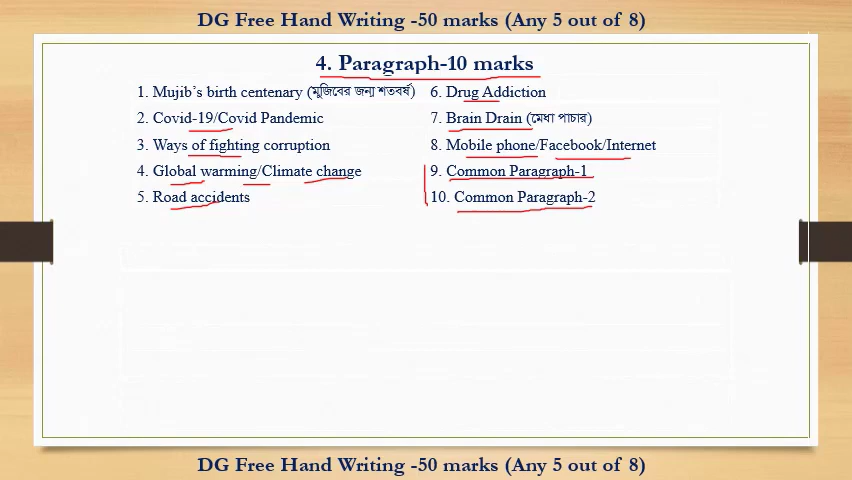 DG Free Hand Writing -50 marks (Any 5 out of 8)
4. Paragraph-10 marks
1. Mujib's birth centenary (মুজিবের জন্ম শতবর্ষ)
2. Covid-19/Covid Pandemic
3. Ways of fighting corruption
4. Global warming/Climate change
5. Road accidents
6. Drug Addiction
7. Brain Drain (মেধা পাচার)
8. Mobile phone/Facebook/Internet
9. Common Paragraph-1
10. Common Paragraph-2
DG Free Hand Writing -50 marks (Any 5 out of 8)